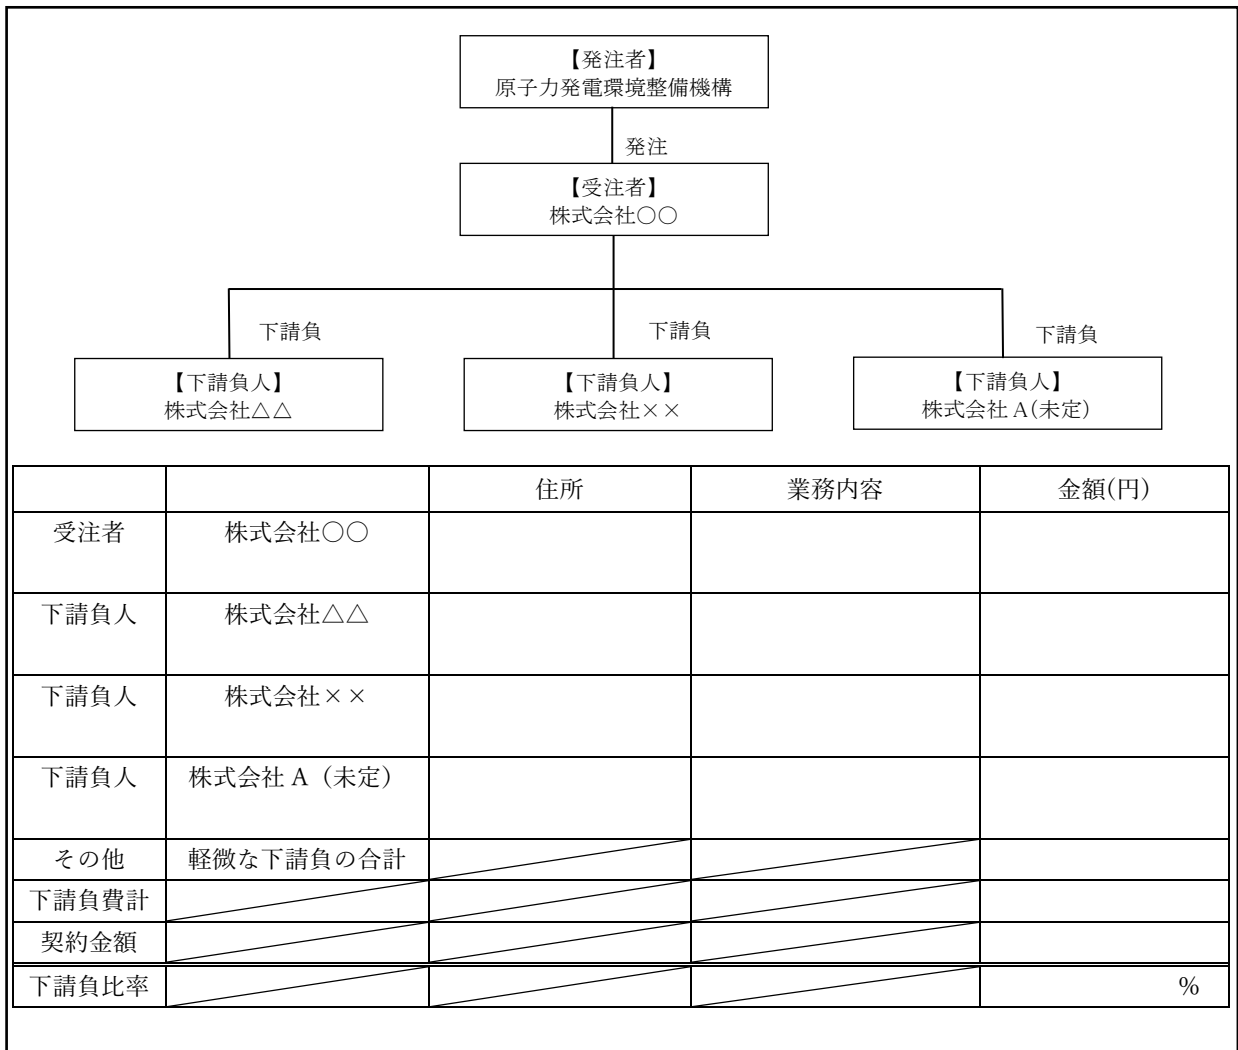 【発注者】
原子力発電環境整備機構
発注
【受注者】
株式会社○○
下請負
下請負
下請負
【下請負人】
株式会社△△
【下請負人】
株式会社××
【下請負人】
株式会社A(未定)
住所 業務内容 金額(円)
受注者 株式会社○○
下請負人 株式会社△△
下請負人 株式会社××
下請負人 株式会社A（未定）
その他 軽微な下請負の合計
下請負費計
契約金額
下請負比率 %